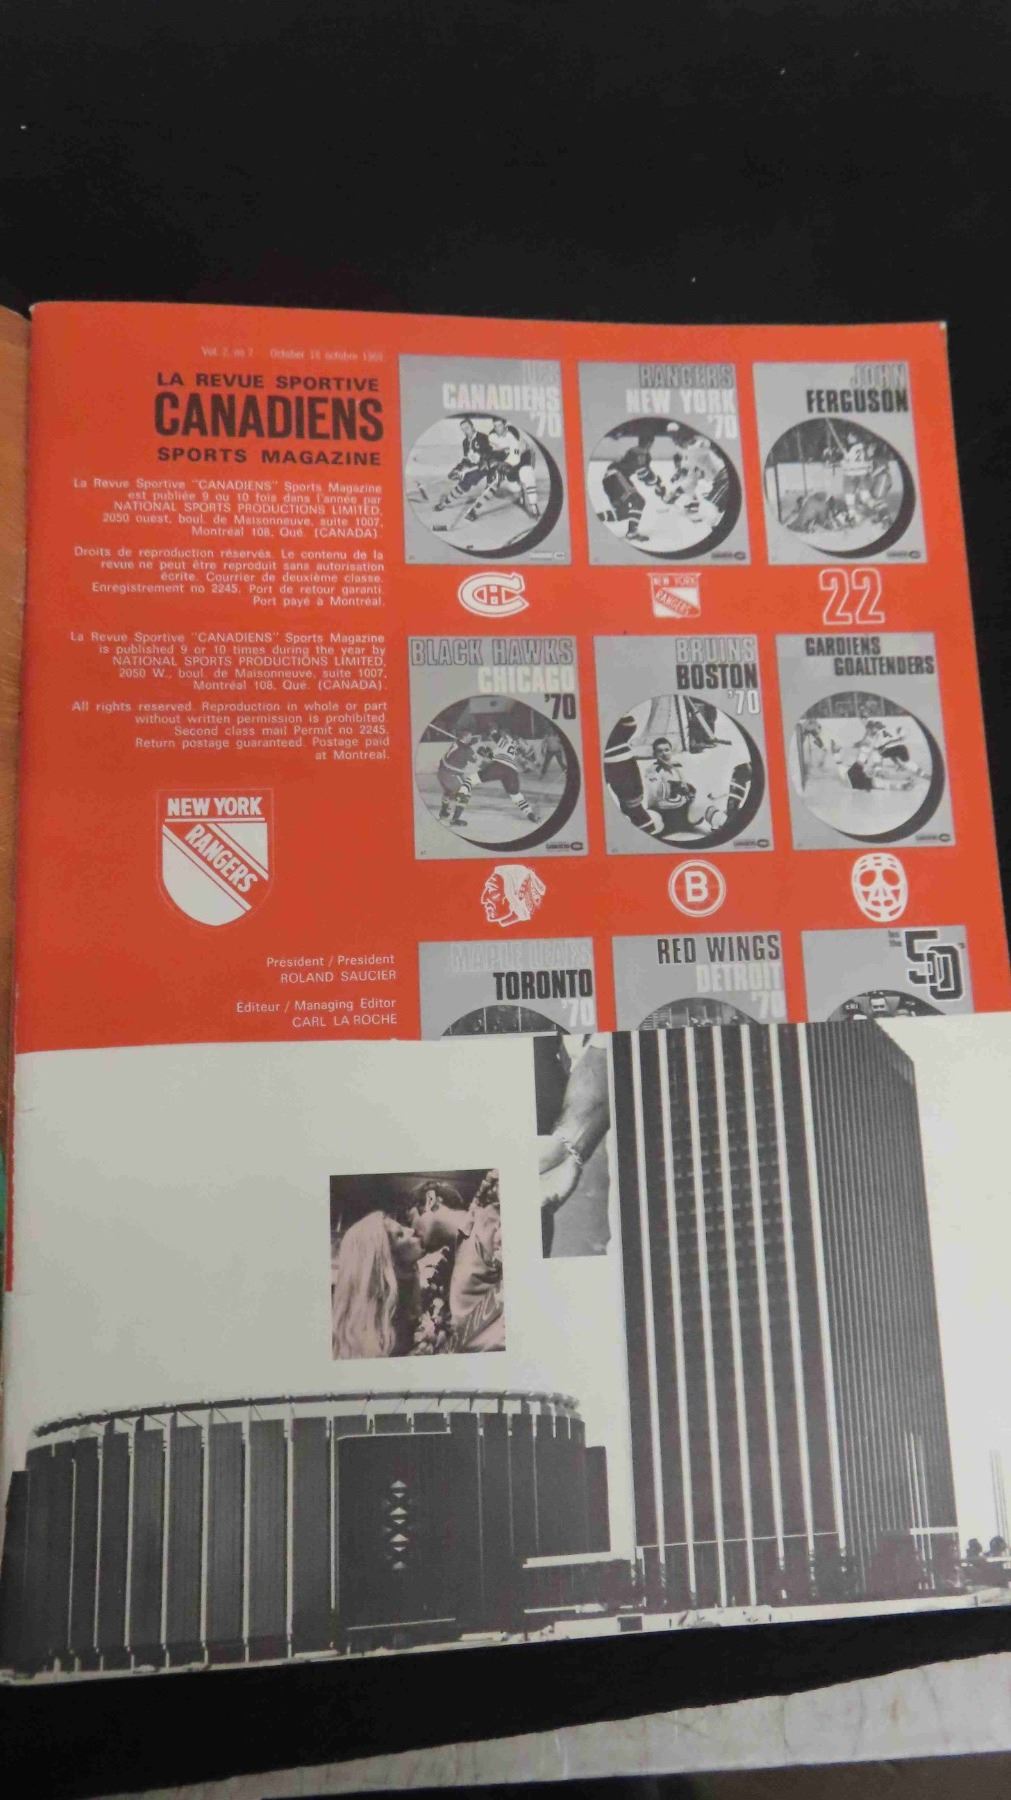 Vol. 2, no 7 October 18 octobre 1969
LA REVUE SPORTIVE
CANADIENS
SPORTS MAGAZINE
La Revue Sportive "CANADIENS" Sports Magazine
est publiée 9 ou 10 fois dans l'année par
NATIONAL SPORTS PRODUCTIONS LIMITED,
2050 ouest, boul. de Maisonneuve, suite 1007,
Montréal 108, Qué. (CANADA).
Droits de reproduction réservés. Le contenu de la
revue ne peut être reproduit sans autorisation
écrite. Courrier de deuxième classe.
Enregistrement no 2245. Port de retour garanti.
Port payé à Montréal.
La Revue Sportive "CANADIENS" Sports Magazine
is published 9 or 10 times during the year by
NATIONAL SPORTS PRODUCTIONS LIMITED,
2050 W., boul. de Maisonneuve, suite 1007,
Montréal 108, Qué. (CANADA).
All rights reserved. Reproduction in whole or part
without written permission is prohibited.
Second class mail Permit no 2245.
Return postage guaranteed. Postage paid
at Montreal.
NEW YORK
RANGERS
Président / President
ROLAND SAUCIER
Éditeur / Managing Editor
CARL LA ROCHE
LES
CANADIENS
'70
RANGERS
NEW YORK
'70
JOHN
FERGUSON
NEW YORK
RANGERS
22
BLACK HAWKS
CHICAGO
'70
BRUINS
BOSTON
'70
GARDIENS
GOALTENDERS
B
MAPLE LEAFS
TORONTO
'70
RED WINGS
DETROIT
'70
les
the
50's